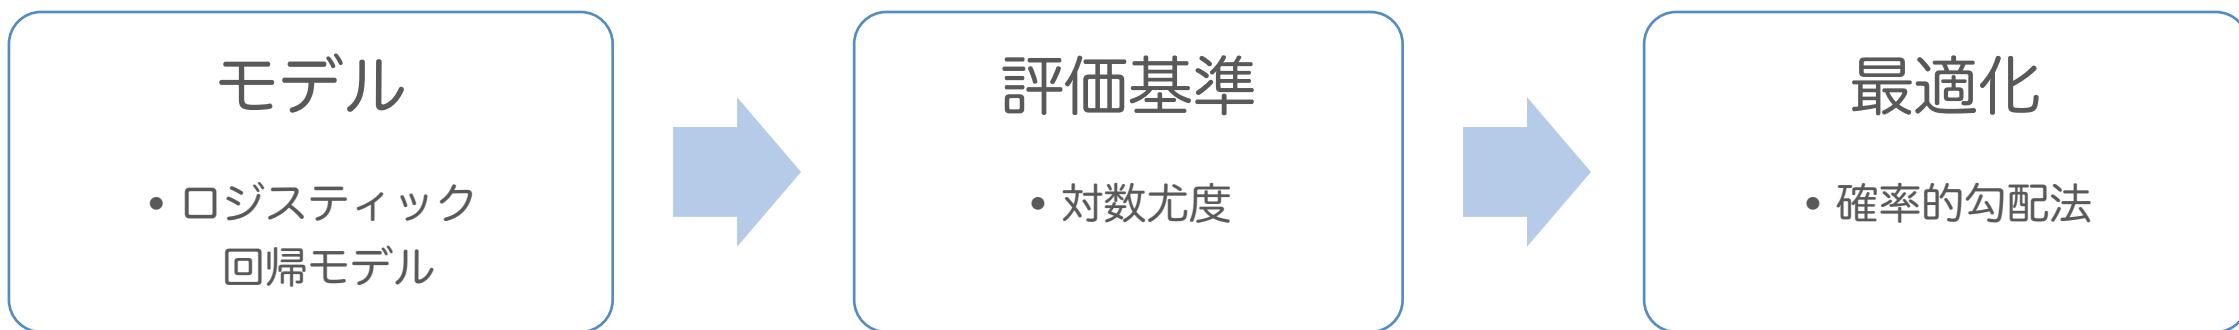 モデル
• ロジスティック
回帰モデル
評価基準
• 対数尤度
最適化
• 確率的勾配法